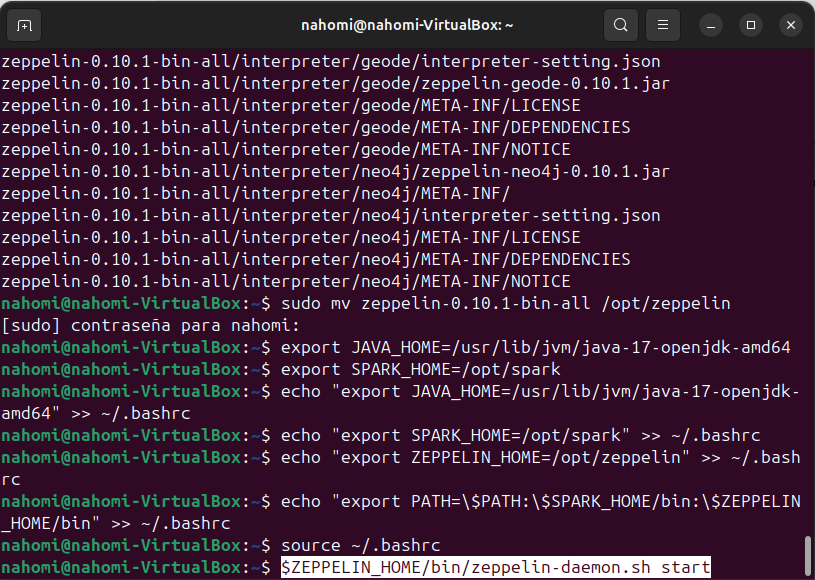 nahomi@nahomi-VirtualBox: ~
zeppelin-0.10.1-bin-all/interpreter/geode/interpreter-setting.json
zeppelin-0.10.1-bin-all/interpreter/geode/zeppelin-geode-0.10.1.jar
zeppelin-0.10.1-bin-all/interpreter/geode/META-INF/LICENSE
zeppelin-0.10.1-bin-all/interpreter/geode/META-INF/DEPENDENCIES
zeppelin-0.10.1-bin-all/interpreter/geode/META-INF/NOTICE
zeppelin-0.10.1-bin-all/interpreter/neo4j/zeppelin-neo4j-0.10.1.jar
zeppelin-0.10.1-bin-all/interpreter/neo4j/META-INF/
zeppelin-0.10.1-bin-all/interpreter/neo4j/interpreter-setting.json
zeppelin-0.10.1-bin-all/interpreter/neo4j/META-INF/LICENSE
zeppelin-0.10.1-bin-all/interpreter/neo4j/META-INF/DEPENDENCIES
zeppelin-0.10.1-bin-all/interpreter/neo4j/META-INF/NOTICE
nahomi@nahomi-VirtualBox:~$ sudo mv zeppelin-0.10.1-bin-all /opt/zeppelin
[sudo] contraseña para nahomi:
nahomi@nahomi-VirtualBox:~$ export JAVA_HOME=/usr/lib/jvm/java-17-openjdk-amd64
nahomi@nahomi-VirtualBox:~$ export SPARK_HOME=/opt/spark
nahomi@nahomi-VirtualBox:~$ echo "export JAVA_HOME=/usr/lib/jvm/java-17-openjdk-
amd64" >> ~/.bashrc
nahomi@nahomi-VirtualBox:~$ echo "export SPARK_HOME=/opt/spark" >> ~/.bashrc
nahomi@nahomi-VirtualBox:~$ echo "export ZEPPELIN_HOME=/opt/zeppelin" >> ~/.bash
rc
nahomi@nahomi-VirtualBox:~$ echo "export PATH=\$PATH:\$SPARK_HOME/bin:\$ZEPPELIN
_HOME/bin" >> ~/.bashrc
nahomi@nahomi-VirtualBox:~$ source ~/.bashrc
nahomi@nahomi-VirtualBox:~$ $ZEPPELIN_HOME/bin/zeppelin-daemon.sh start